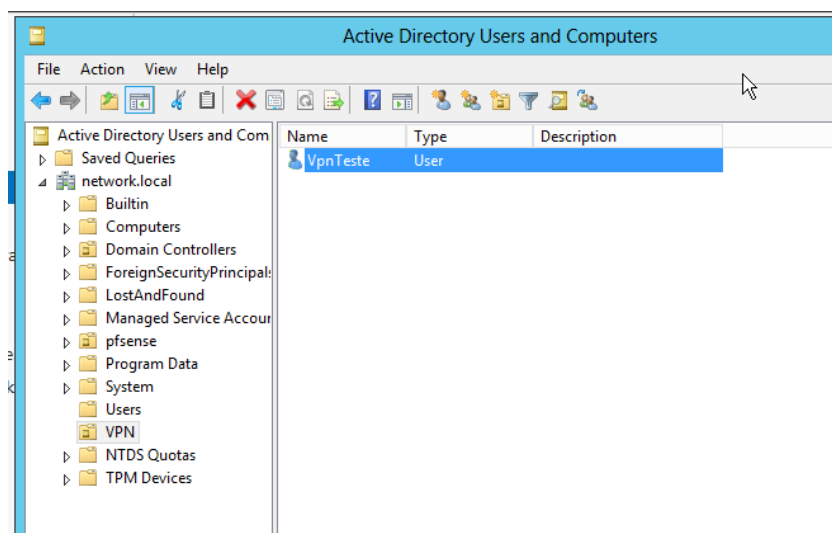 Active Directory Users and Computers
File Action View Help
Active Directory Users and Com
Name Type Description
Saved Queries
VpnTeste User
network.local
Builtin
Computers
Domain Controllers
ForeignSecurityPrincipals
LostAndFound
Managed Service Accour
pfsense
Program Data
System
Users
VPN
NTDS Quotas
TPM Devices